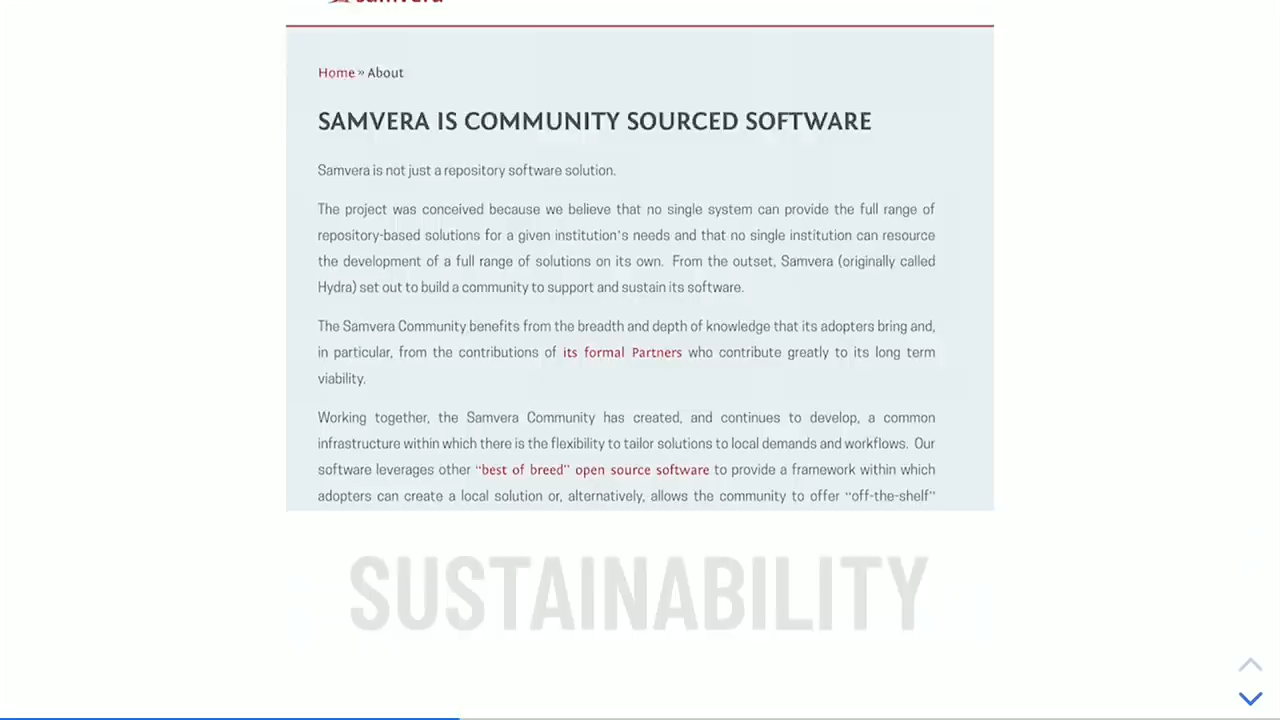 samvera
Home » About
SAMVERA IS COMMUNITY SOURCED SOFTWARE
Samvera is not just a repository software solution.
The project was conceived because we believe that no single system can provide the full range of
repository-based solutions for a given institution's needs and that no single institution can resource
the development of a full range of solutions on its own. From the outset, Samvera (originally called
Hydra) set out to build a community to support and sustain its software.
The Samvera Community benefits from the breadth and depth of knowledge that its adopters bring and,
in particular, from the contributions of its formal Partners who contribute greatly to its long term
viability.
Working together, the Samvera Community has created, and continues to develop, a common
infrastructure within which there is the flexibility to tailor solutions to local demands and workflows. Our
software leverages other “best of breed” open source software to provide a framework within which
adopters can create a local solution or, alternatively, allows the community to offer “off-the-shelf”
SUSTAINABILITY